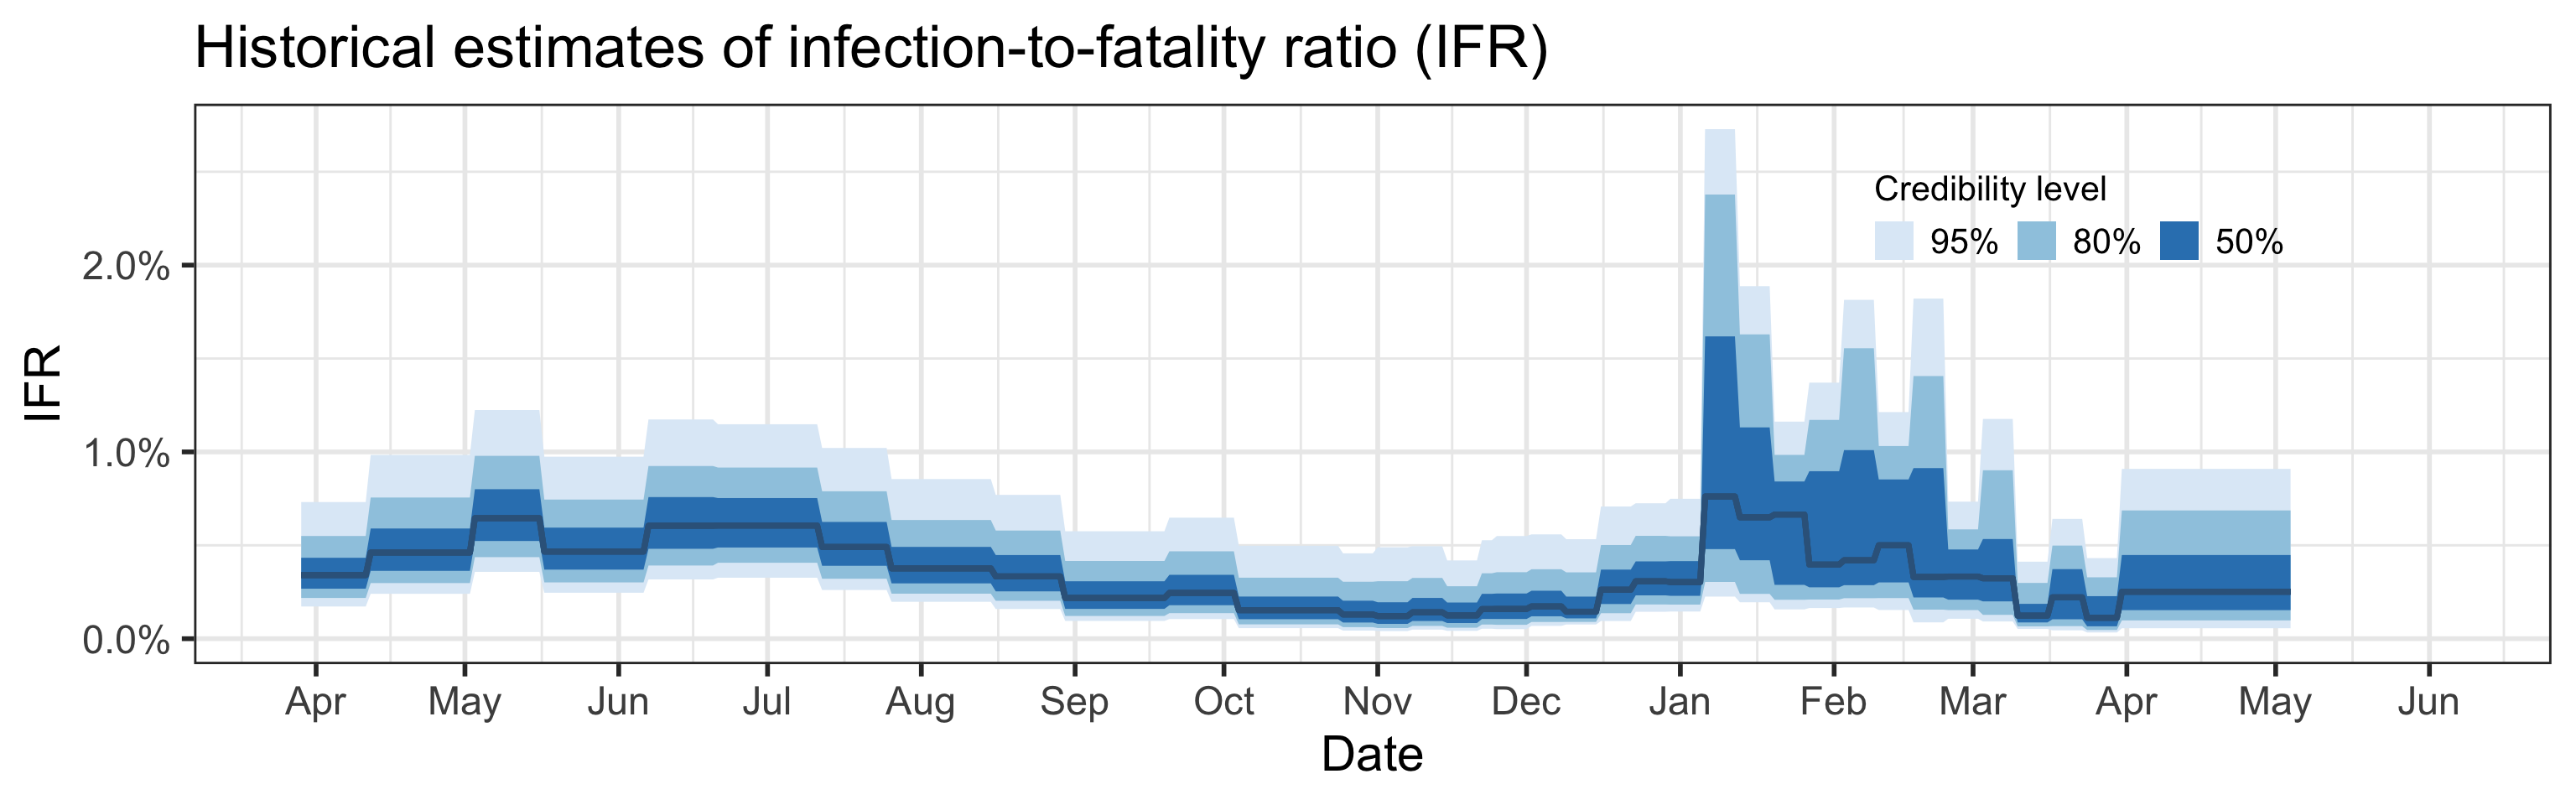 Historical estimates of infection-to-fatality ratio (IFR)
Credibility level
95% 80% 50%
2.0%
1.0%
0.0%
IFR
Apr May Jun Jul Aug Sep Oct Nov Dec Jan Feb Mar Apr May Jun
Date